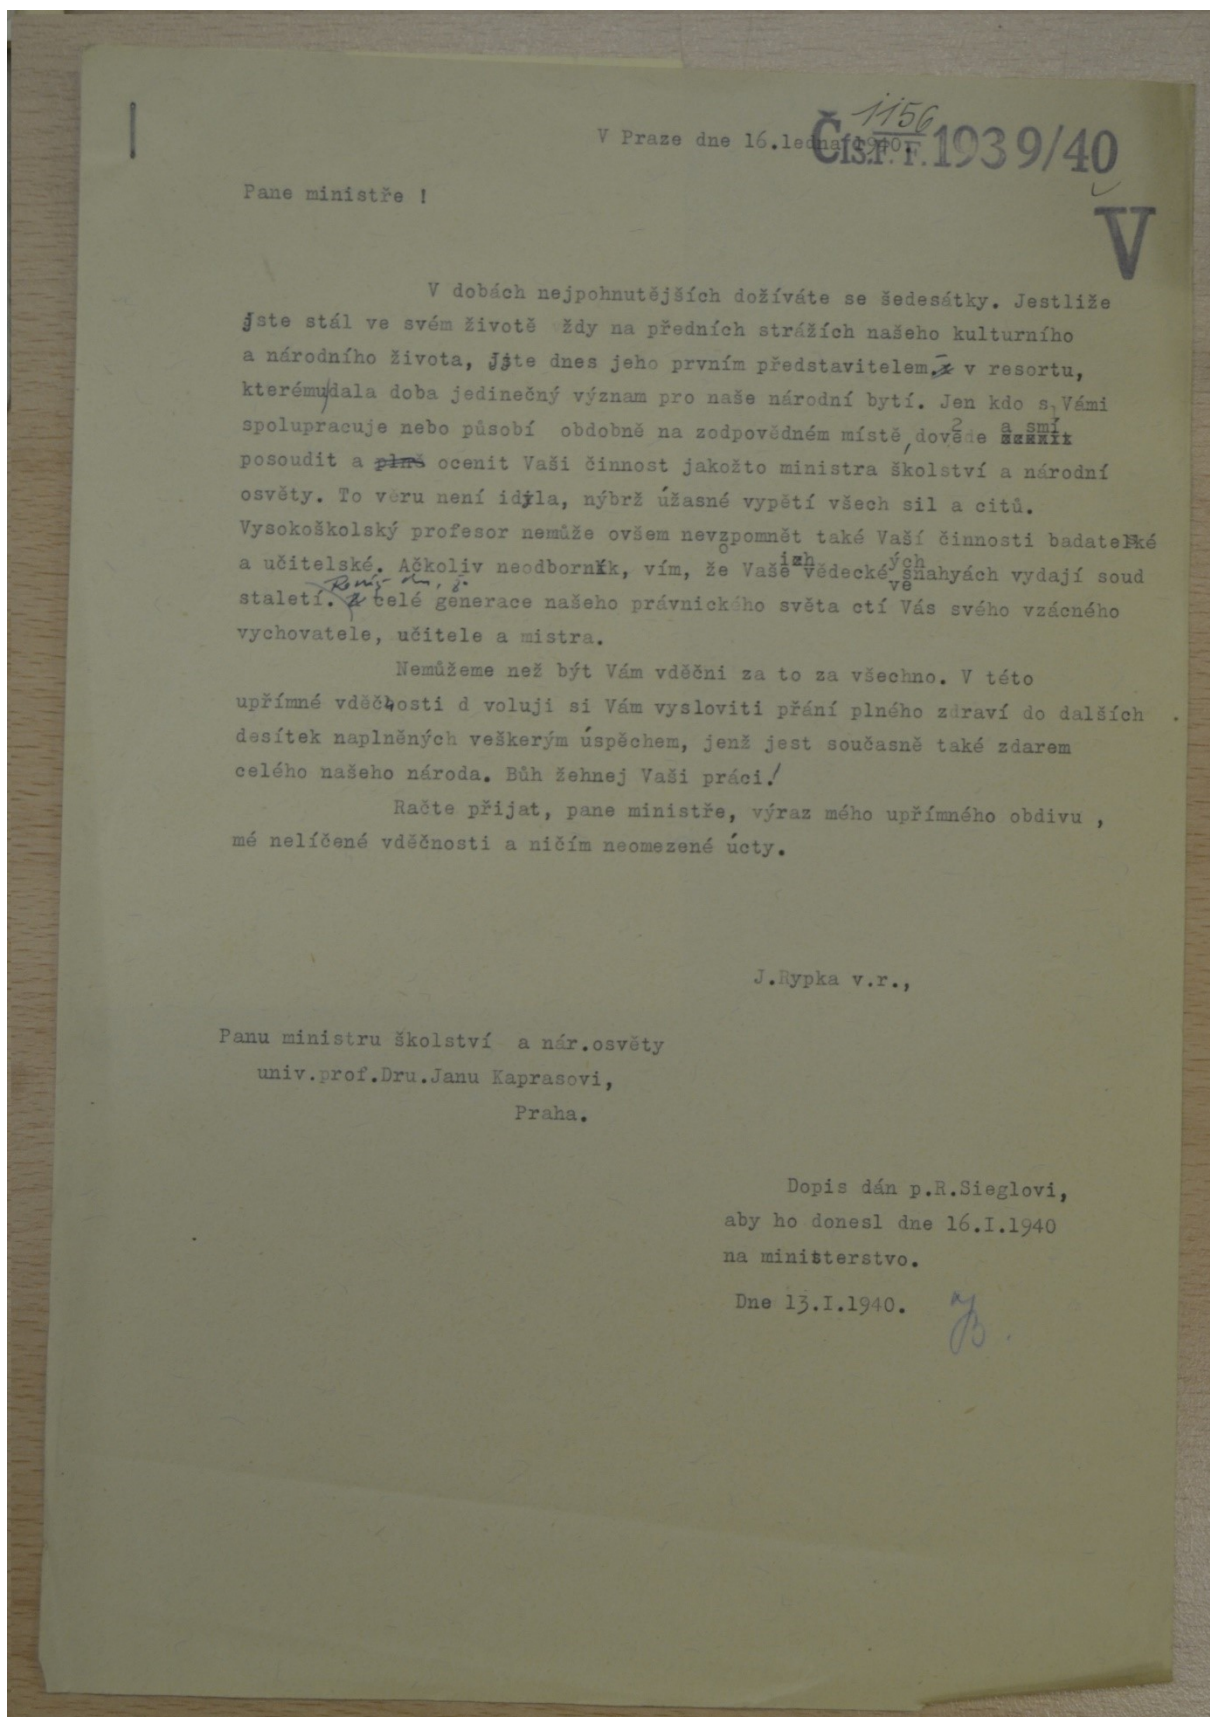 1156
V Praze dne 16.ledna 1940.
Čís.F. F. 1939/40
V
Pane ministře !
V dobách nejpohnutějších dožíváte se šedesátky. Jestliže
jste stál ve svém životě ždy na předních strážích našeho kulturního
a národního života, jste dnes jeho prvním představitelem v resortu,
kterému dala doba jedinečný význam pro naše národní bytí. Jen kdo s Vámi
spolupracuje nebo působí obdobně na zodpovědném místě, dovede a smí
posoudit a plně ocenit Vaši činnost jakožto ministra školství a národní
osvěty. To věru není idyla, nýbrž úžasné vypětí všech sil a citů.
Vysokoškolský profesor nemůže ovšem nevzpomnět také Vaší činnosti badatelké
a učitelské. Ačkoliv neodborník, vím, že Vašich vědeckých snahách vydají soud
staletí. celé generace našeho právnického světa ctí Vás svého vzácného
vychovatele, učitele a mistra.
Nemůžeme než být Vám vděčni za to za všechno. V této
upřímné vděčnosti d voluji si Vám vysloviti přání plného zdraví do dalších
desítek naplněných veškerým úspěchem, jenž jest současně také zdarem
celého našeho národa. Bůh žehnej Vaši práci!
Račte přijat, pane ministře, výraz mého upřímného obdivu ,
mé nelíčené vděčnosti a ničím neomezené úcty.
J.Rypka v.r.,
Panu ministru školství a nár.osvěty
univ.prof.Dru.Janu Kaprasovi,
Praha.
Dopis dán p.R.Sieglovi,
aby ho donesl dne 16.I.1940
na ministerstvo.
Dne 13.I.1940.